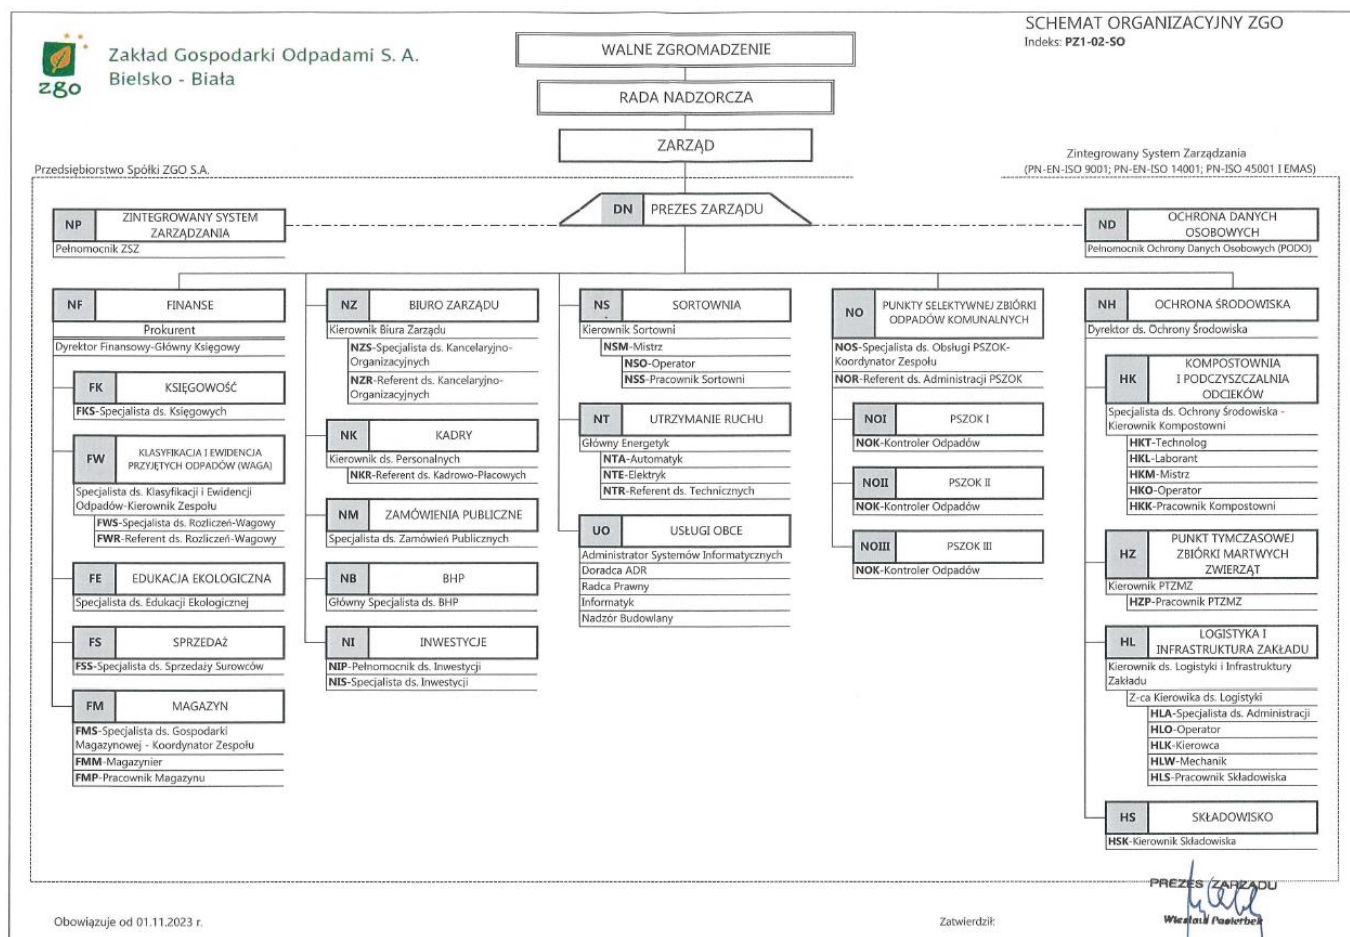 SCHEMAT ORGANIZACYJNY ZGO
Indeks: PZ1-02-SO
zgo
Zakład Gospodarki Odpadami S. A.
Bielsko - Biała
WALNE ZGROMADZENIE
RADA NADZORCZA
ZARZĄD
Przedsiębiorstwo Spółki ZGO S.A.
Zintegrowany System Zarządzania
(PN-EN-ISO 9001; PN-EN-ISO 14001; PN-ISO 45001 I EMAS)
DN PREZES ZARZĄDU
NP ZINTEGROWANY SYSTEM
ZARZĄDZANIA
Pełnomocnik ZSZ
ND OCHRONA DANYCH
OSOBOWYCH
Pełnomocnik Ochrony Danych Osobowych (PODO)
NF FINANSE
Prokurent
Dyrektor Finansowy-Główny Księgowy
FK KSIĘGOWOŚĆ
FKS-Specjalista ds. Księgowych
FW KLASYFIKACJA I EWIDENCJA
PRZYJĘTYCH ODPADÓW (WAGA)
Specjalista ds. Klasyfikacji i Ewidencji
Odpadów-Kierownik Zespołu
FWS-Specjalista ds. Rozliczeń-Wagowy
FWR-Referent ds. Rozliczeń-Wagowy
FE EDUKACJA EKOLOGICZNA
Specjalista ds. Edukacji Ekologicznej
FS SPRZEDAŻ
FSS-Specjalista ds. Sprzedaży Surowców
FM MAGAZYN
FMS-Specjalista ds. Gospodarki
Magazynowej - Koordynator Zespołu
FMM-Magazynier
FMP-Pracownik Magazynu
NZ BIURO ZARZĄDU
Kierownik Biura Zarządu
NZS-Specjalista ds. Kancelaryjno-
Organizacyjnych
NZR-Referent ds. Kancelaryjno-
Organizacyjnych
NK KADRY
Kierownik ds. Personalnych
NKR-Referent ds. Kadrowo-Płacowych
NM ZAMÓWIENIA PUBLICZNE
Specjalista ds. Zamówień Publicznych
NB BHP
Główny Specjalista ds. BHP
NI INWESTYCJE
NIP-Pełnomocnik ds. Inwestycji
NIS-Specjalista ds. Inwestycji
NS SORTOWNIA
Kierownik Sortowni
NSM-Mistrz
NSO-Operator
NSS-Pracownik Sortowni
NT UTRZYMANIE RUCHU
Główny Energetyk
NTA-Automatyk
NTE-Elektryk
NTR-Referent ds. Technicznych
UO USŁUGI OBCE
Administrator Systemów Informatycznych
Doradca ADR
Radca Prawny
Informatyk
Nadzór Budowlany
NO PUNKTY SELEKTYWNEJ ZBIÓRKI
ODPADÓW KOMUNALNYCH
NOS-Specjalista ds. Obsługi PSZOK-
Koordynator Zespołu
NOR-Referent ds. Administracji PSZOK
NOI PSZOK I
NOK-Kontroler Odpadów
NOII PSZOK II
NOK-Kontroler Odpadów
NOIII PSZOK III
NOK-Kontroler Odpadów
NH OCHRONA ŚRODOWISKA
Dyrektor ds. Ochrony Środowiska
HK KOMPOSTOWNIA
I PODCZYSZCZALNIA
ODCIEKÓW
Specjalista ds. Ochrony Środowiska -
Kierownik Kompostowni
HKT-Technolog
HKL-Laborant
HKM-Mistrz
HKO-Operator
HKK-Pracownik Kompostowni
HZ PUNKT TYMCZASOWEJ
ZBIÓRKI MARTWYCH
ZWIERZĄT
Kierownik PTZMZ
HZP-Pracownik PTZMZ
HL LOGISTYKA I
INFRASTRUKTURA ZAKŁADU
Kierownik ds. Logistyki i Infrastruktury
Zakładu
Z-ca Kierowika ds. Logistyki
HLA-Specjalista ds. Administracji
HLO-Operator
HLK-Kierowca
HLW-Mechanik
HLS-Pracownik Składowiska
HS SKŁADOWISKO
HSK-Kierownik Składowiska
Obowiązuje od 01.11.2023 r.
Zatwierdził:
PREZES ZARZĄDU
Wiesław Pasierbek